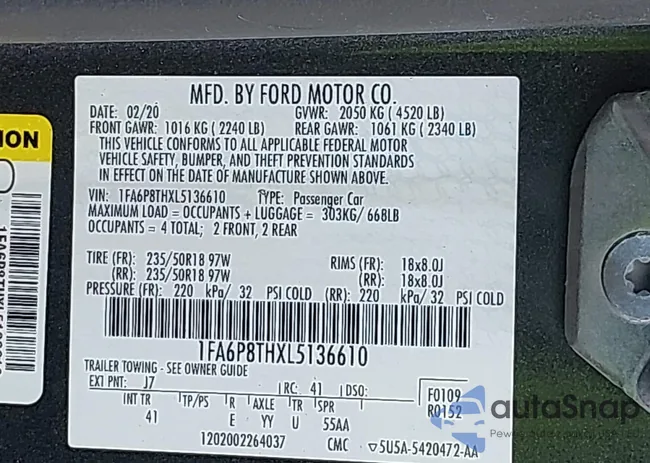 MFD. BY FORD MOTOR CO.
DATE: 02/20 GVWR: 2050 KG (4520 LB)
FRONT GAWR: 1016 KG (2240 LB) REAR GAWR: 1061 KG (2340 LB)
THIS VEHICLE CONFORMS TO ALL APPLICABLE FEDERAL MOTOR
VEHICLE SAFETY, BUMPER, AND THEFT PREVENTION STANDARDS
IN EFFECT ON THE DATE OF MANUFACTURE SHOWN ABOVE.
VIN: 1FA6P8THXL5136610 TYPE: Passenger Car
MAXIMUM LOAD = OCCUPANTS + LUGGAGE = 303KG/ 668LB
OCCUPANTS = 4 TOTAL; 2 FRONT, 2 REAR
TIRE (FR): 235/50R18 97W RIMS (FR): 18x8.0J
(RR): 235/50R18 97W (RR): 18x8.0J
PRESSURE (FR): 220 kPa/ 32 PSI COLD (RR): 220 kPa/ 32 PSI COLD
1FA6P8THXL5136610
TRAILER TOWING - SEE OWNER GUIDE
EXT PNT: J7 RC: 41 DSO: F0109
INT TR TP/PS R AXLE TR SPR R0152
41 E YY U 55AA
1202002264037 CMC ▽5U5A-5420472-AA
ION
autoSnap